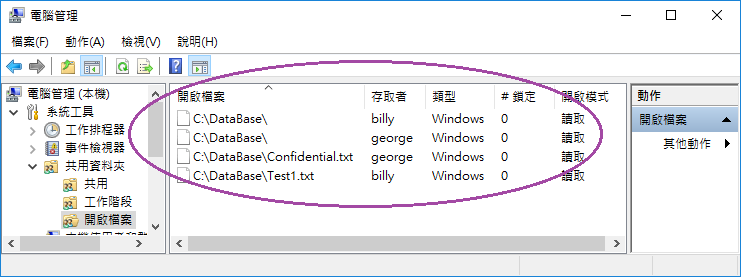 電腦管理
檔案(F) 動作(A) 檢視(V) 說明(H)
電腦管理 (本機)
系統工具
工作排程器
事件檢視器
共用資料夾
共用
工作階段
開啟檔案
開啟檔案 存取者 類型 # 鎖定 開啟模式
C:\DataBase\ billy Windows 0 讀取
C:\DataBase\ george Windows 0 讀取
C:\DataBase\Confidential.txt george Windows 0 讀取
C:\DataBase\Test1.txt billy Windows 0 讀取
動作
開啟檔案
其他動作